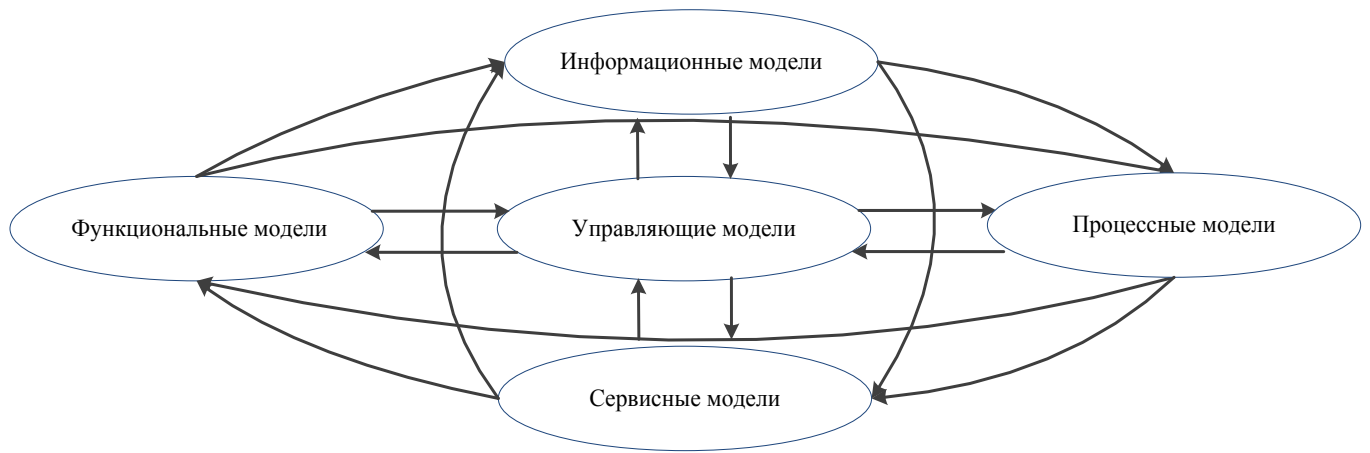 Информационные модели
Функциональные модели
Управляющие модели
Процессные модели
Сервисные модели